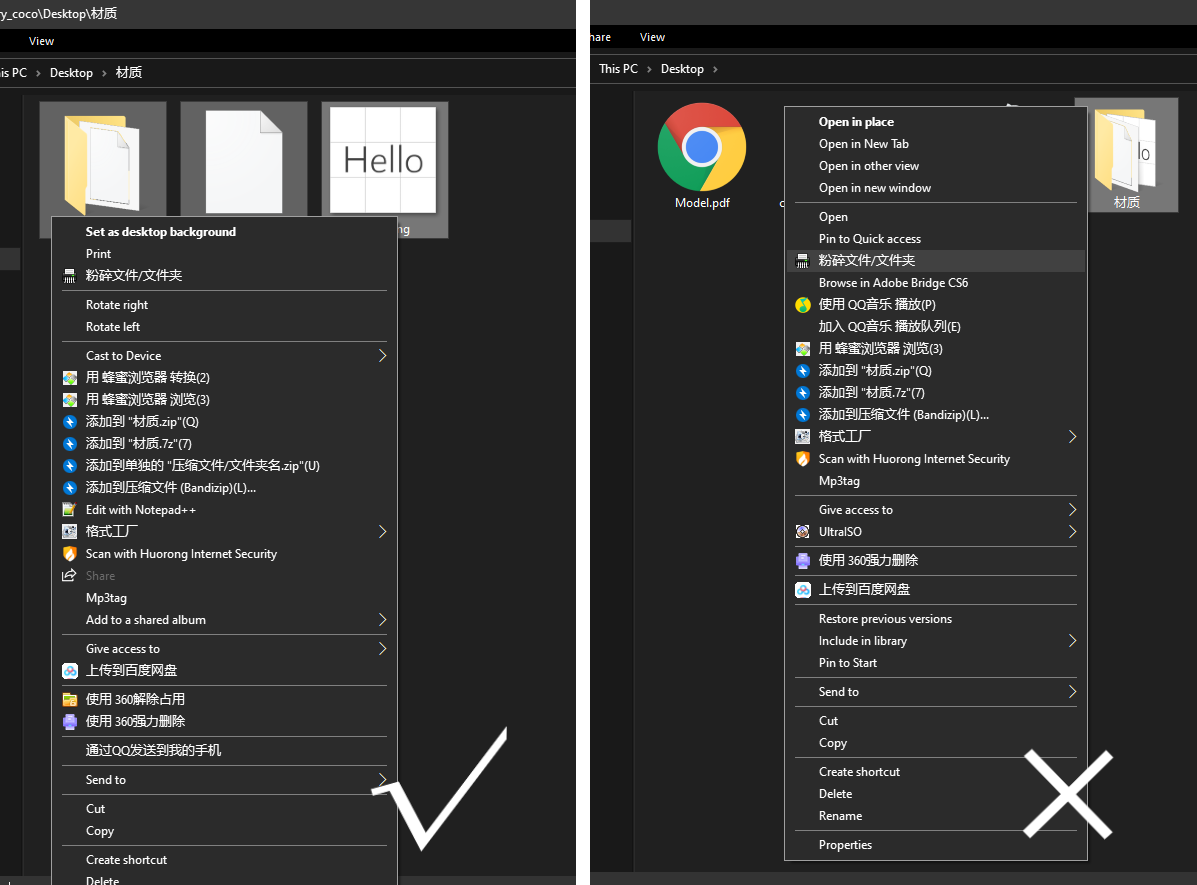 ry_coco\Desktop\材质
View
is PC > Desktop > 材质
Hello
ng
Set as desktop background
Print
粉碎文件/文件夹
Rotate right
Rotate left
Cast to Device
用 蜂蜜浏览器 转换(2)
用 蜂蜜浏览器 浏览(3)
添加到 "材质.zip"(Q)
添加到 "材质.7z"(7)
添加到单独的 "压缩文件/文件夹名.zip"(U)
添加到压缩文件 (Bandizip)(L)...
Edit with Notepad++
格式工厂
Scan with Huorong Internet Security
Share
Mp3tag
Add to a shared album
Give access to
上传到百度网盘
使用 360解除占用
使用 360强力删除
通过QQ发送到我的手机
Send to
Cut
Copy
Create shortcut
Delete
hare View
This PC > Desktop >
Model.pdf
lo
材质
Open in place
Open in New Tab
Open in other view
Open in new window
Open
Pin to Quick access
粉碎文件/文件夹
Browse in Adobe Bridge CS6
使用 QQ音乐 播放(P)
加入 QQ音乐 播放队列(E)
用 蜂蜜浏览器 浏览(3)
添加到 "材质.zip"(Q)
添加到 "材质.7z"(7)
添加到压缩文件 (Bandizip)(L)...
格式工厂
Scan with Huorong Internet Security
Mp3tag
Give access to
UltraISO
使用 360强力删除
上传到百度网盘
Restore previous versions
Include in library
Pin to Start
Send to
Cut
Copy
Create shortcut
Delete
Rename
Properties